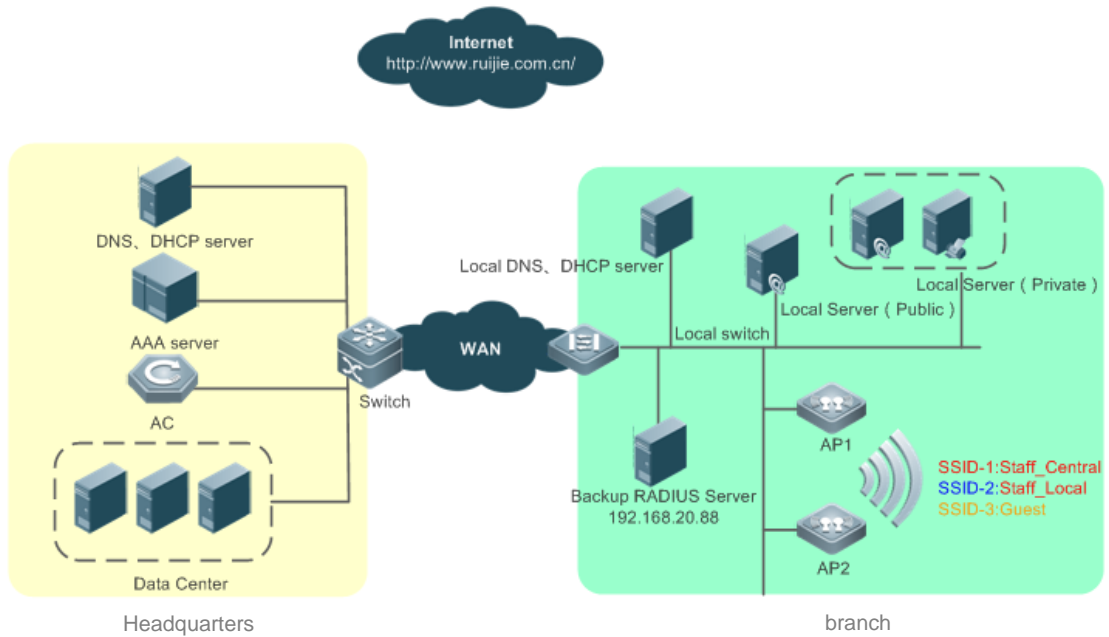 Internet
http://www.ruijie.com.cn/
DNS、DHCP server
AAA server
AC
Data Center
Switch
WAN
Local DNS、DHCP server
Local Server ( Public )
Local Server ( Private )
Local switch
Backup RADIUS Server
192.168.20.88
AP1
AP2
SSID-1:Staff_Central
SSID-2:Staff_Local
SSID-3:Guest
Headquarters
branch